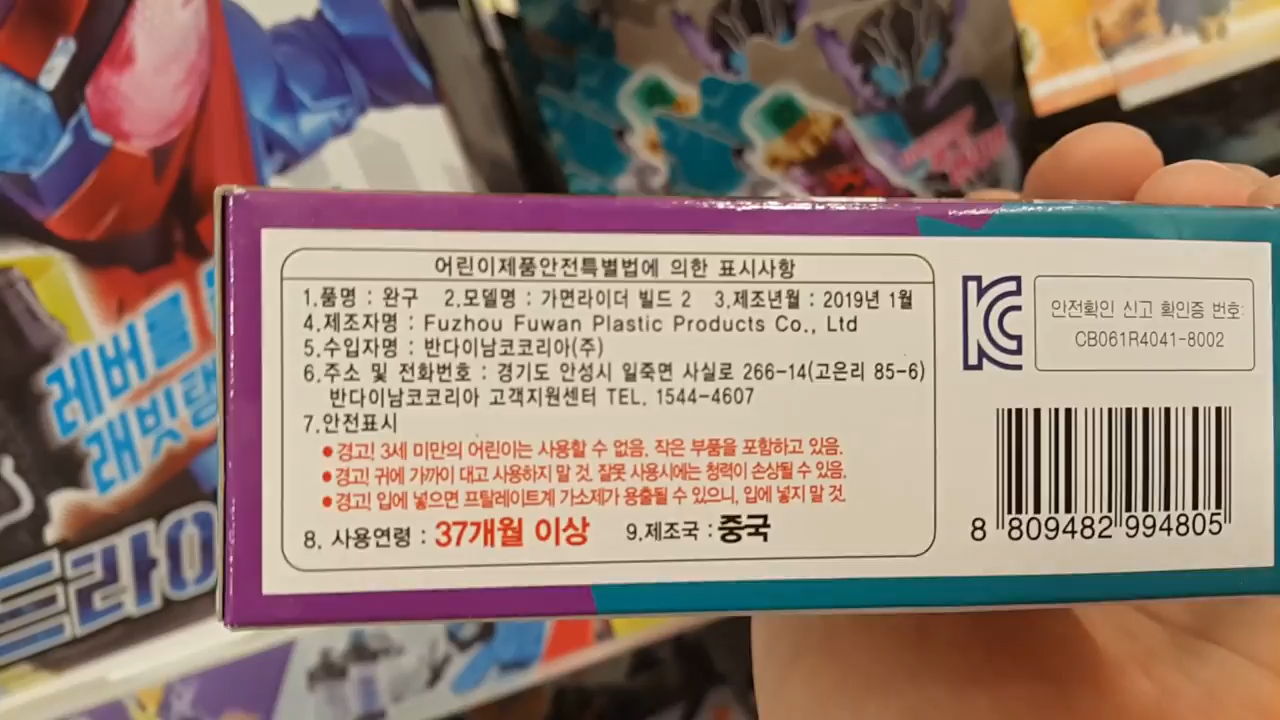 어린이제품안전특별법에 의한 표시사항
1.품명 : 완구 2.모델명 : 가면라이더 빌드 2 3.제조년월 : 2019년 1월
4.제조자명 : Fuzhou Fuwan Plastic Products Co., Ltd
5.수입자명 : 반다이남코코리아(주)
6.주소 및 전화번호 : 경기도 안성시 일죽면 사실로 266-14(고은리 85-6)
반다이남코코리아 고객지원센터 TEL. 1544-4607
7.안전표시
●경고! 3세 미만의 어린이는 사용할 수 없음. 작은 부품을 포함하고 있음.
●경고! 귀에 가까이 대고 사용하지 말 것. 잘못 사용시에는 청력이 손상될 수 있음.
●경고! 입에 넣으면 프탈레이트계 가소제가 용출될 수 있으니, 입에 넣지 말 것.
8. 사용연령 : 37개월 이상 9.제조국 : 중국
안전확인 신고 확인증 번호:
CB061R4041-8002
8 809482 994805
레버를
래빗탱
드라이